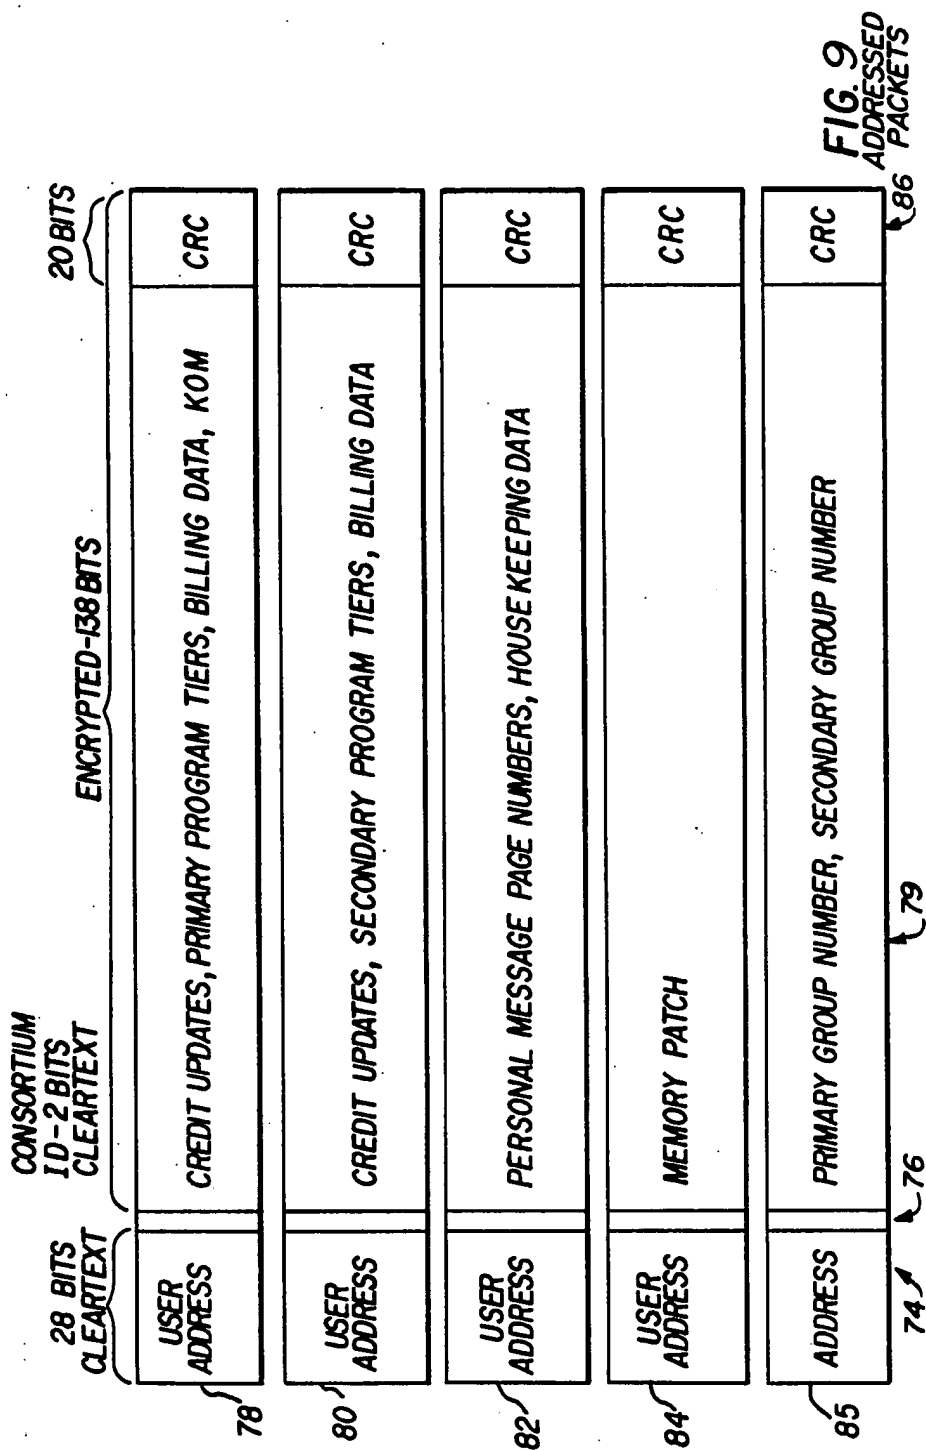 28 BITS
CLEARTEXT
CONSORTIUM
ID-2 BITS
CLEARTEXT
ENCRYPTED-138 BITS
20 BITS
78
USER
ADDRESS
CREDIT UPDATES, PRIMARY PROGRAM TIERS, BILLING DATA, KOM
CRC
80
USER
ADDRESS
CREDIT UPDATES, SECONDARY PROGRAM TIERS, BILLING DATA
CRC
82
USER
ADDRESS
PERSONAL MESSAGE PAGE NUMBERS, HOUSEKEEPING DATA
CRC
84
USER
ADDRESS
MEMORY PATCH
CRC
85
ADDRESS
PRIMARY GROUP NUMBER, SECONDARY GROUP NUMBER
CRC
74
76
79
86
FIG. 9
ADDRESSED
PACKETS